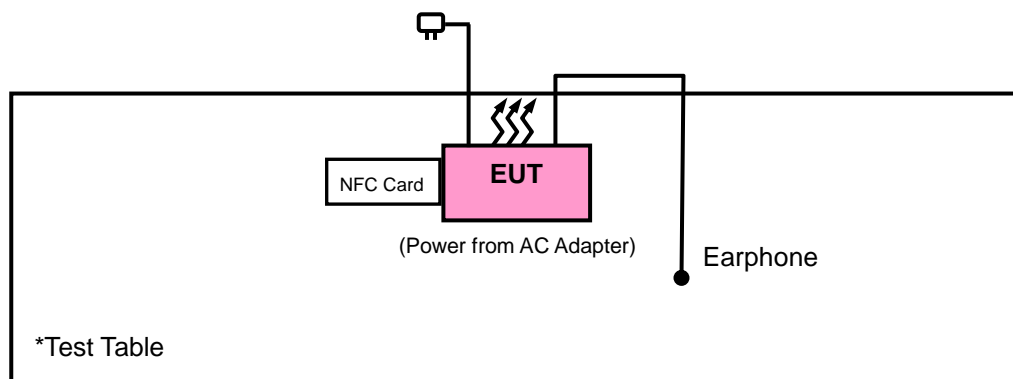 EUT
NFC Card
(Power from AC Adapter)
Earphone
*Test Table